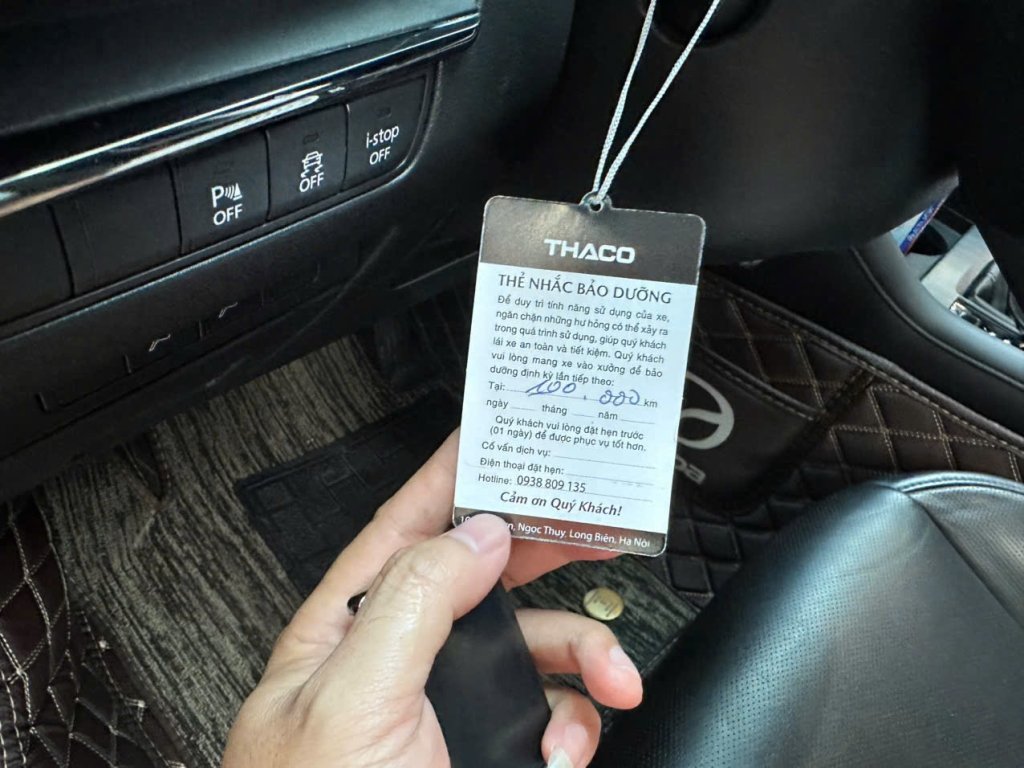 P
OFF
OFF
i-stop
OFF
THACO
THẺ NHẮC BẢO DƯỠNG
Để duy trì tính năng sử dụng của xe,
ngăn chặn những hư hỏng có thể xảy ra
trong quá trình sử dụng, giúp quý khách
lái xe an toàn và tiết kiệm. Quý khách
vui lòng mang xe vào xưởng để bảo
dưỡng định kỳ lần tiếp theo:
Tại: 100.000 km
ngày tháng năm
Quý khách vui lòng đặt hẹn trước
(01 ngày) để được phục vụ tốt hơn.
Cố vấn dịch vụ:
Điện thoại đặt hẹn:
Hotline: 0938 809 135
Cảm ơn Quý Khách!
Ngọc Thụy, Long Biên, Hà Nội